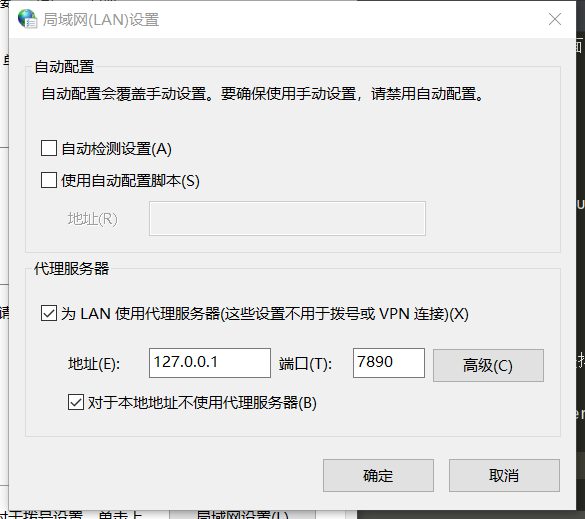 局域网(LAN)设置
自动配置
自动配置会覆盖手动设置。要确保使用手动设置，请禁用自动配置。
自动检测设置(A)
使用自动配置脚本(S)
地址(R)
代理服务器
为 LAN 使用代理服务器(这些设置不用于拨号或 VPN 连接)(X)
地址(E): 127.0.0.1 端口(T): 7890 高级(C)
对于本地地址不使用代理服务器(B)
确定 取消